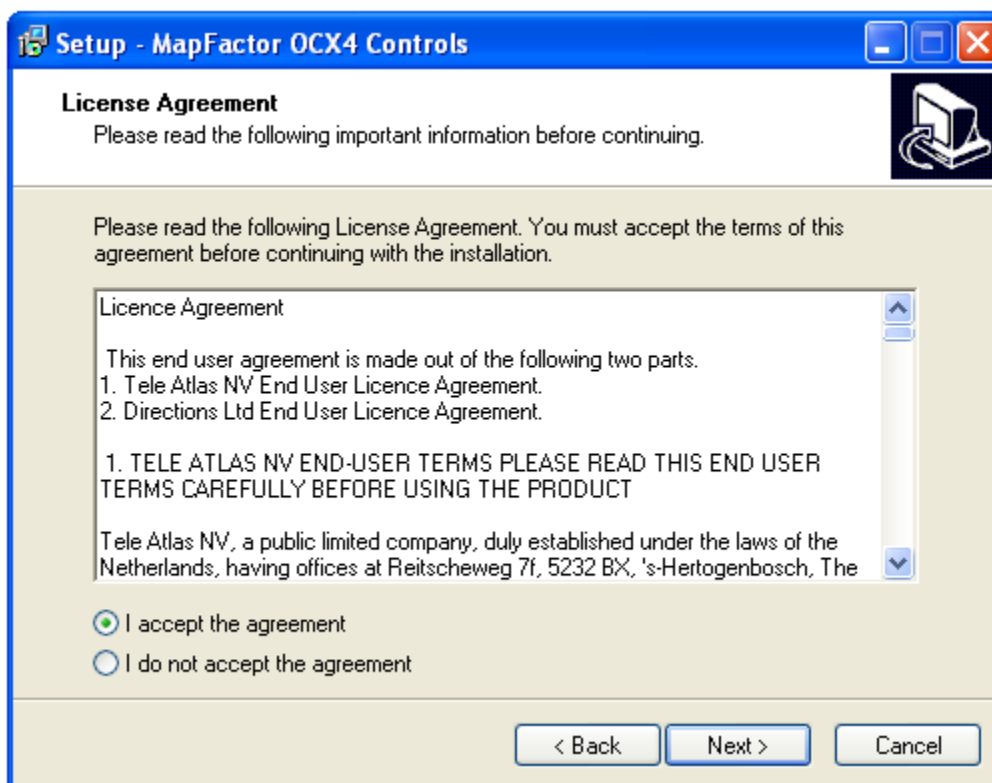 Setup - MapFactor OCX4 Controls
License Agreement
Please read the following important information before continuing.
Please read the following License Agreement. You must accept the terms of this
agreement before continuing with the installation.
Licence Agreement
This end user agreement is made out of the following two parts.
1. Tele Atlas NV End User Licence Agreement.
2. Directions Ltd End User Licence Agreement.
1. TELE ATLAS NV END-USER TERMS PLEASE READ THIS END USER
TERMS CAREFULLY BEFORE USING THE PRODUCT
Tele Atlas NV, a public limited company, duly established under the laws of the
Netherlands, having offices at Reitscheweg 7f, 5232 BX, 's-Hertogenbosch, The
I accept the agreement
I do not accept the agreement
< Back
Next >
Cancel